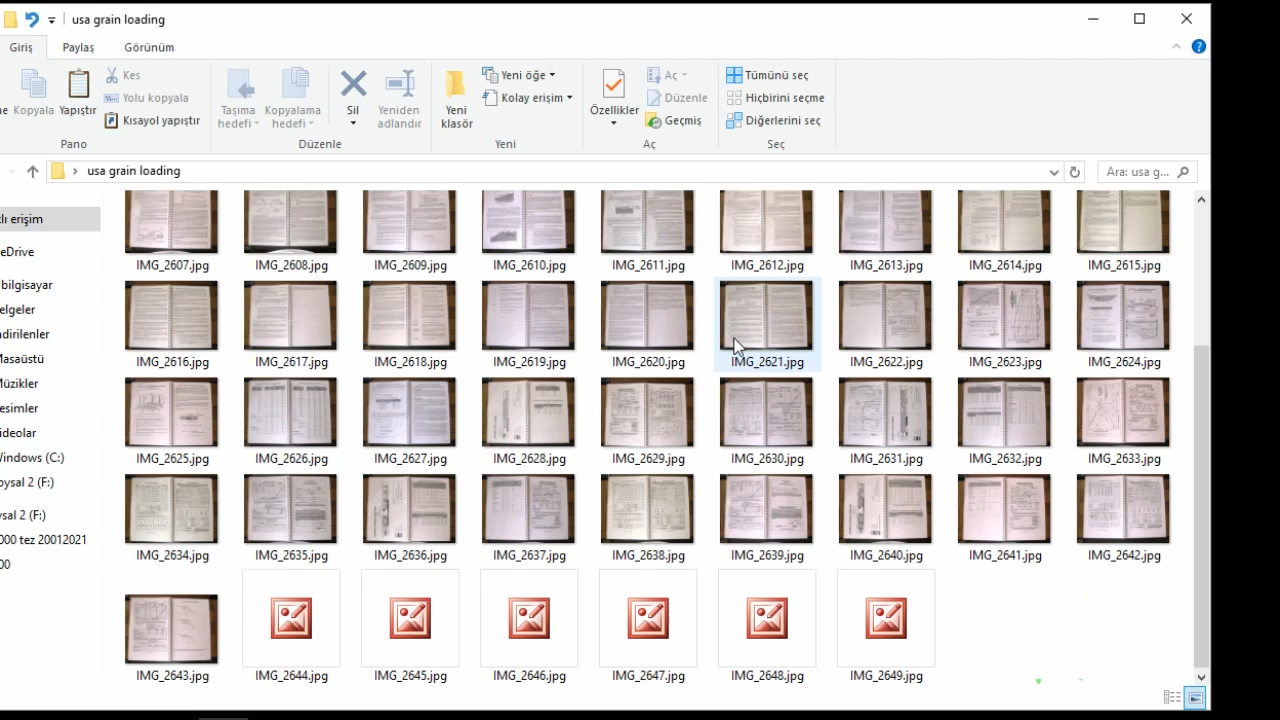 usa grain loading
Giriş Paylaş Görünüm
Kopyala
Yapıştır
Kes
Yolu kopyala
Kısayol yapıştır
Pano
Taşıma hedefi
Kopyalama hedefi
Sil
Yeniden adlandır
Düzenle
Yeni klasör
Yeni öğe
Kolay erişim
Yeni
Özellikler
Aç
Düzenle
Geçmiş
Aç
Tümünü seç
Hiçbirini seçme
Diğerlerini seç
Seç
usa grain loading
Ara: usa g...
lı erişim
eDrive
bilgisayar
elgeler
ndirilenler
Masaüstü
Müzikler
esimler
ideolar
Windows (C:)
oysal 2 (F:)
ysal 2 (F:)
000 tez 20012021
00
IMG_2607.jpg IMG_2608.jpg IMG_2609.jpg IMG_2610.jpg IMG_2611.jpg IMG_2612.jpg IMG_2613.jpg IMG_2614.jpg IMG_2615.jpg
IMG_2616.jpg IMG_2617.jpg IMG_2618.jpg IMG_2619.jpg IMG_2620.jpg IMG_2621.jpg IMG_2622.jpg IMG_2623.jpg IMG_2624.jpg
IMG_2625.jpg IMG_2626.jpg IMG_2627.jpg IMG_2628.jpg IMG_2629.jpg IMG_2630.jpg IMG_2631.jpg IMG_2632.jpg IMG_2633.jpg
IMG_2634.jpg IMG_2635.jpg IMG_2636.jpg IMG_2637.jpg IMG_2638.jpg IMG_2639.jpg IMG_2640.jpg IMG_2641.jpg IMG_2642.jpg
IMG_2643.jpg IMG_2644.jpg IMG_2645.jpg IMG_2646.jpg IMG_2647.jpg IMG_2648.jpg IMG_2649.jpg